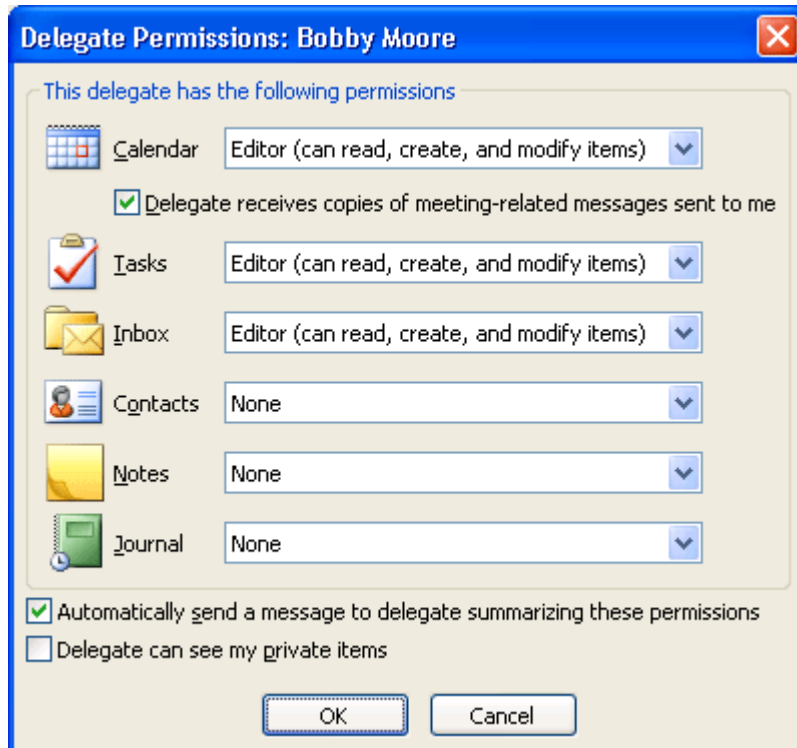 Delegate Permissions: Bobby Moore
This delegate has the following permissions
Calendar Editor (can read, create, and modify items)
Delegate receives copies of meeting-related messages sent to me
Tasks Editor (can read, create, and modify items)
Inbox Editor (can read, create, and modify items)
Contacts None
Notes None
Journal None
Automatically send a message to delegate summarizing these permissions
Delegate can see my private items
OK Cancel